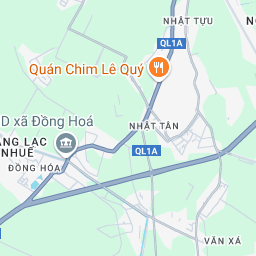 NHẬT TỰU
QL1A
Quán Chim Lê Quý
D xã Đồng Hoá
NHẬT TÂN
NG LẠC
NHUẾ
QL1A
ĐỒNG HÓA
VĂN XÁ